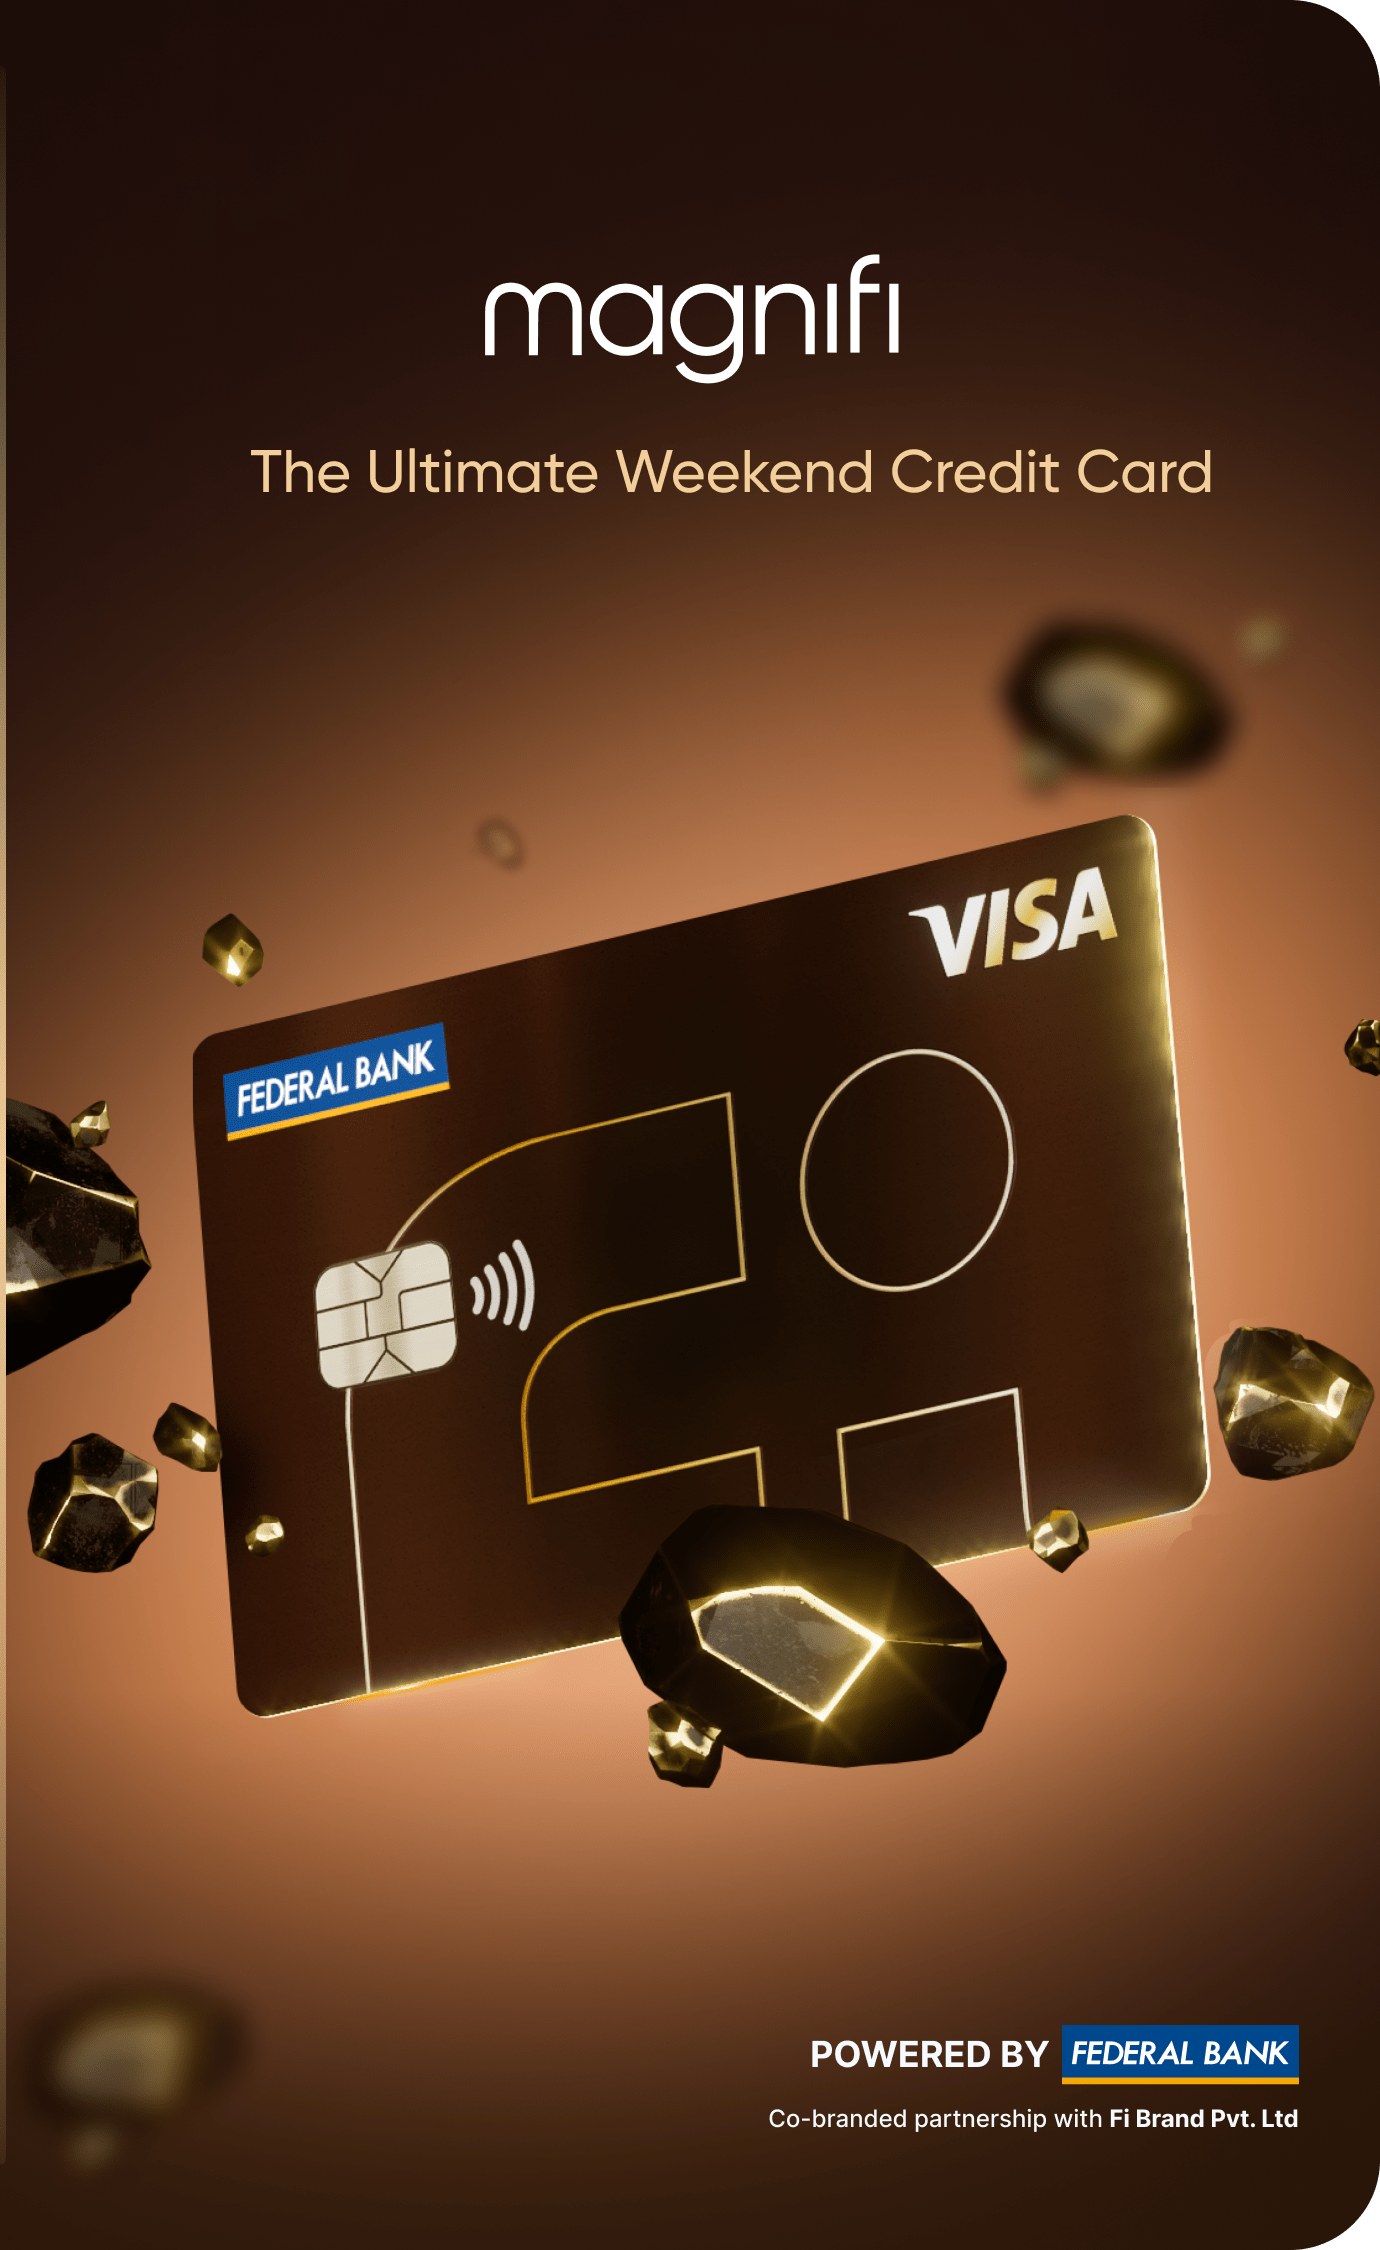 magnifi
The Ultimate Weekend Credit Card
VISA
FEDERAL BANK
POWERED BY FEDERAL BANK
Co-branded partnership with Fi Brand Pvt. Ltd